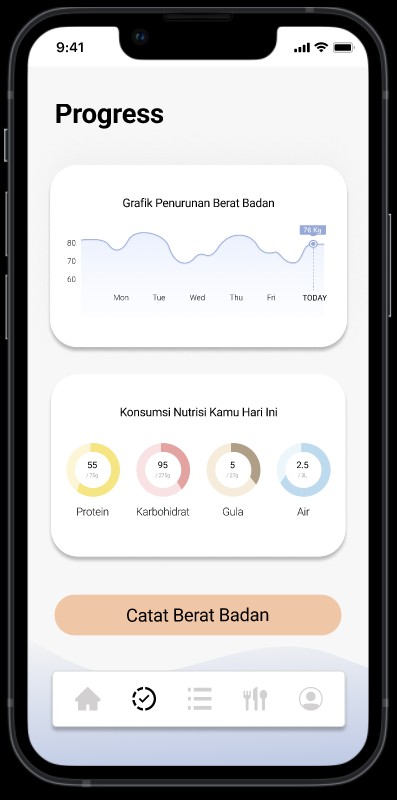 9:41
Progress
Grafik Penurunan Berat Badan
76 Kg
80
70
60
Mon Tue Wed Thu Fri TODAY
Konsumsi Nutrisi Kamu Hari Ini
55 95 5 2.5
/ 75g / 275g / 27g / 3L
Protein Karbohidrat Gula Air
Catat Berat Badan